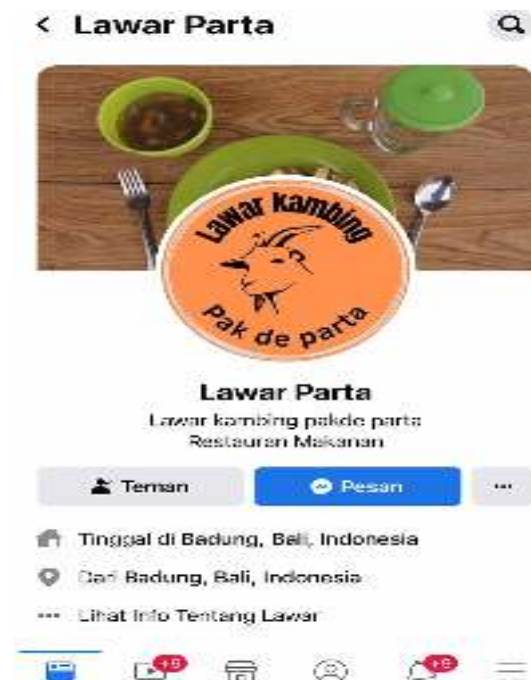 Lawar Parta
Lawar kambing
Pak de parta
Lawar Parta
Lawar kambing pakde parta
Restauran Makanan
Teman
Pesan
Tinggal di Badung, Bali, Indonesia
Dari Badung, Bali, Indonesia
Lihat Info Tentang Lawar
+9
+9